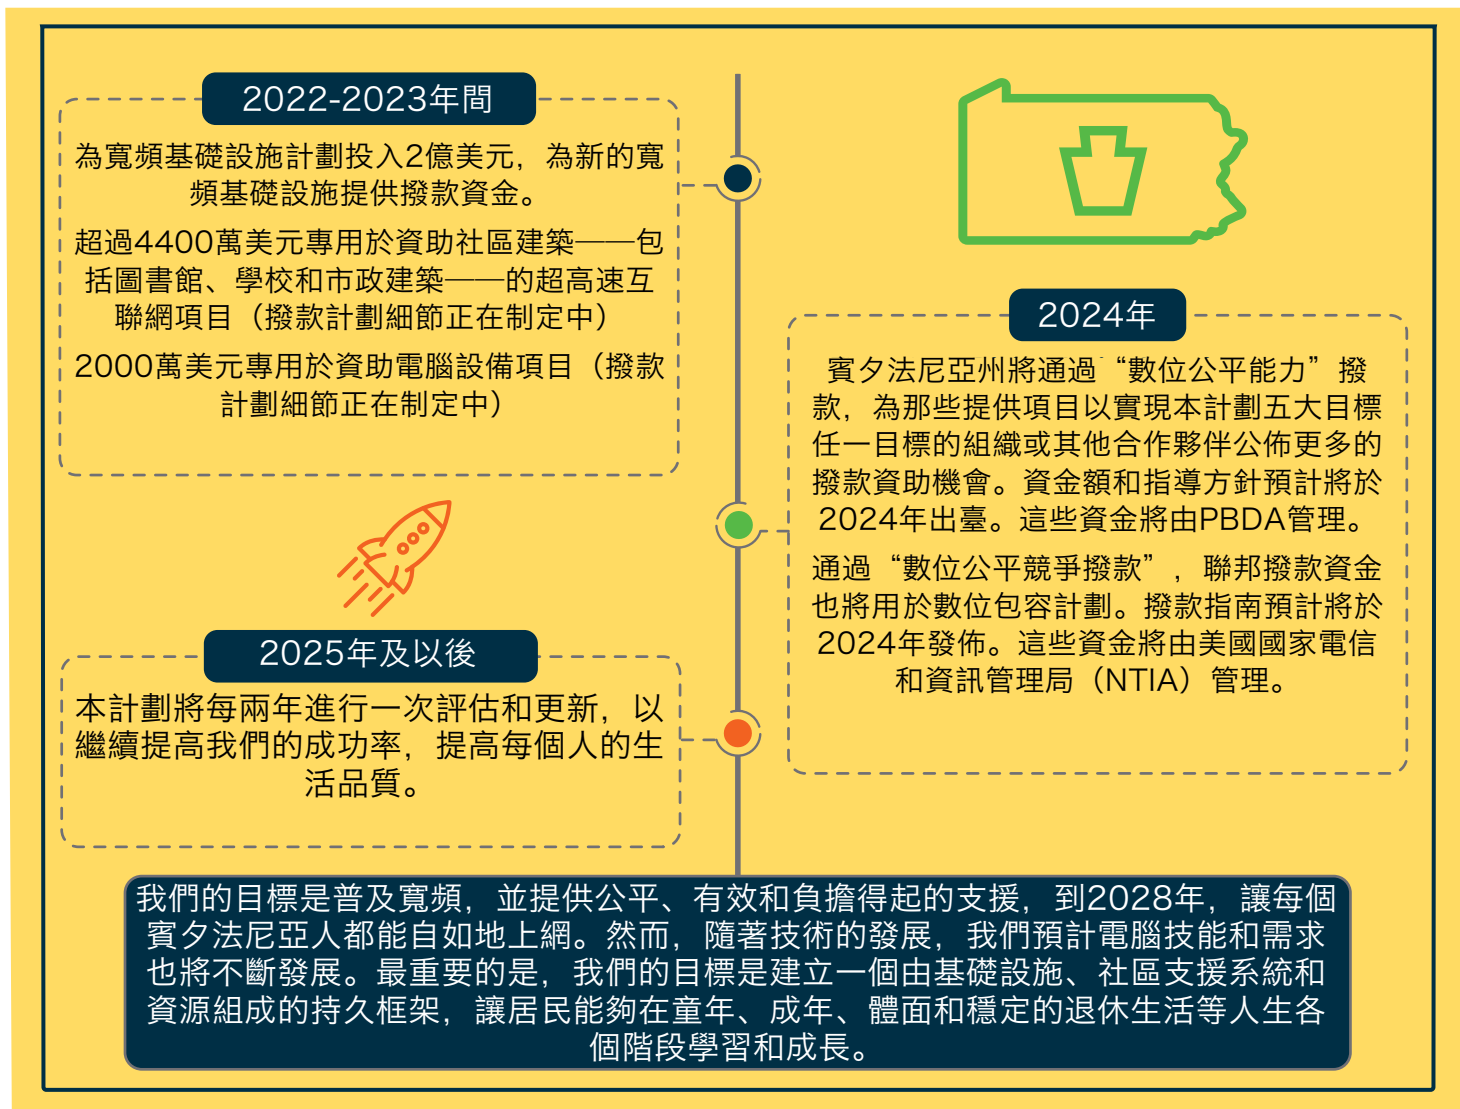 2022-2023年間
為寬頻基礎設施計劃投入2億美元，為新的寬
頻基礎設施提供撥款資金。
超過4400萬美元專用於資助社區建築——包
括圖書館、學校和市政建築——的超高速互
聯網項目（撥款計劃細節正在制定中）
2000萬美元專用於資助電腦設備項目（撥款
計劃細節正在制定中）
2024年
賓夕法尼亞州將通過“數位公平能力”撥
款，為那些提供項目以實現本計劃五大目標
任一目標的組織或其他合作夥伴公佈更多的
撥款資助機會。資金額和指導方針預計將於
2024年出臺。這些資金將由PBDA管理。
通過“數位公平競爭撥款”，聯邦撥款資金
也將用於數位包容計劃。撥款指南預計將於
2024年發佈。這些資金將由美國國家電信
和資訊管理局（NTIA）管理。
2025年及以後
本計劃將每兩年進行一次評估和更新，以
繼續提高我們的成功率，提高每個人的生
活品質。
我們的目標是普及寬頻，並提供公平、有效和負擔得起的支援，到2028年，讓每個
賓夕法尼亞人都能自如地上網。然而，隨著技術的發展，我們預計電腦技能和需求
也將不斷發展。最重要的是，我們的目標是建立一個由基礎設施、社區支援系統和
資源組成的持久框架，讓居民能夠在童年、成年、體面和穩定的退休生活等人生各
個階段學習和成長。